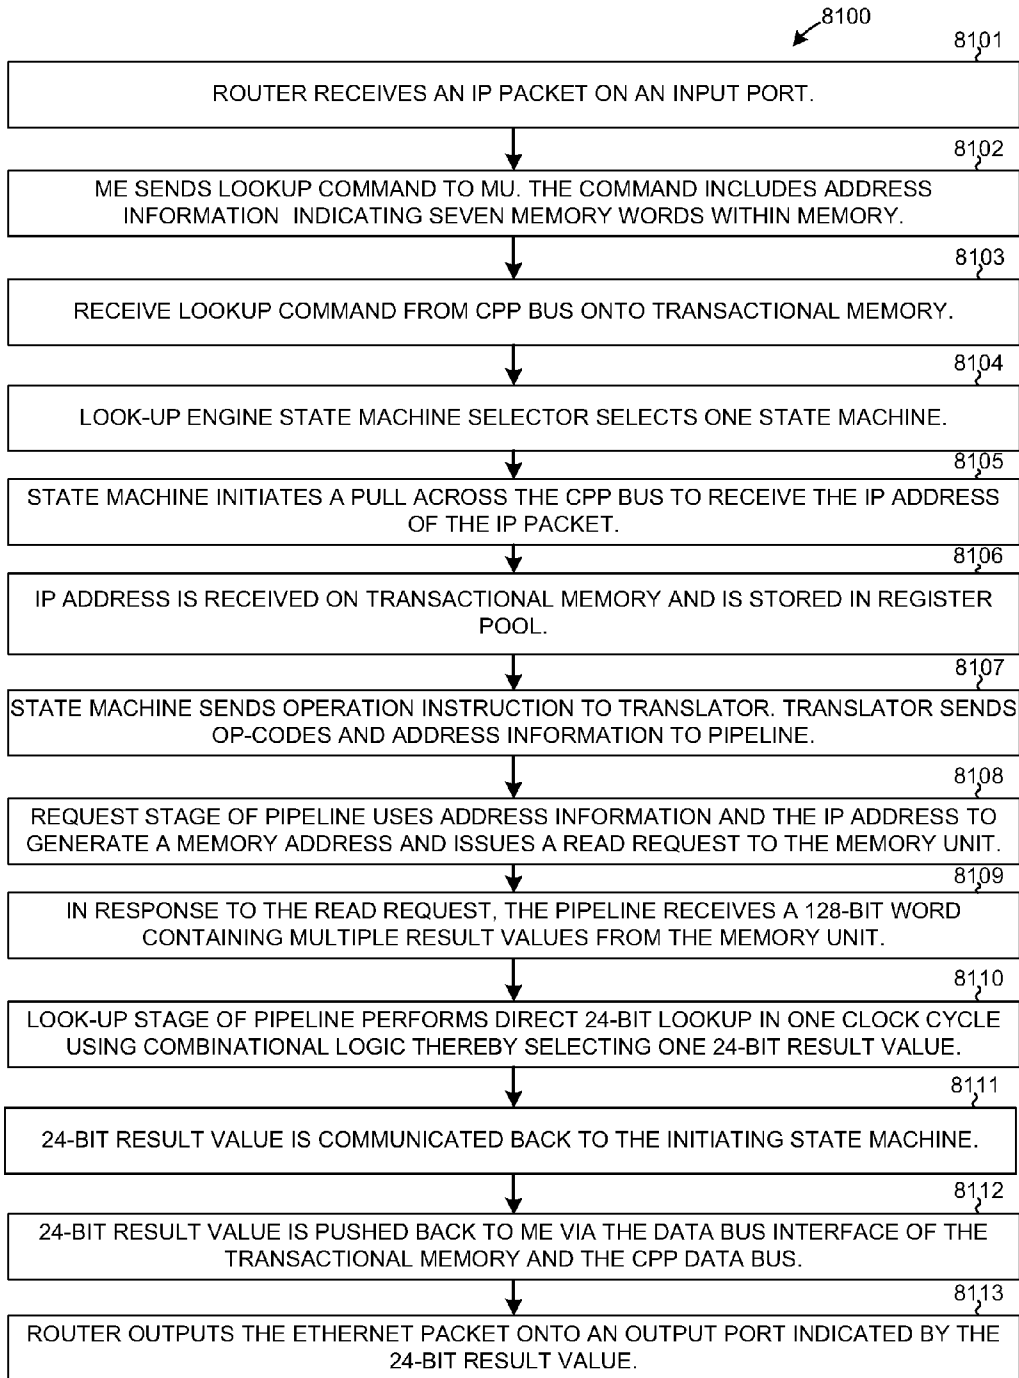 8100
8101
ROUTER RECEIVES AN IP PACKET ON AN INPUT PORT.
8102
ME SENDS LOOKUP COMMAND TO MU. THE COMMAND INCLUDES ADDRESS
INFORMATION INDICATING SEVEN MEMORY WORDS WITHIN MEMORY.
8103
RECEIVE LOOKUP COMMAND FROM CPP BUS ONTO TRANSACTIONAL MEMORY.
8104
LOOK-UP ENGINE STATE MACHINE SELECTOR SELECTS ONE STATE MACHINE.
8105
STATE MACHINE INITIATES A PULL ACROSS THE CPP BUS TO RECEIVE THE IP ADDRESS
OF THE IP PACKET.
8106
IP ADDRESS IS RECEIVED ON TRANSACTIONAL MEMORY AND IS STORED IN REGISTER
POOL.
8107
STATE MACHINE SENDS OPERATION INSTRUCTION TO TRANSLATOR. TRANSLATOR SENDS
OP-CODES AND ADDRESS INFORMATION TO PIPELINE.
8108
REQUEST STAGE OF PIPELINE USES ADDRESS INFORMATION AND THE IP ADDRESS TO
GENERATE A MEMORY ADDRESS AND ISSUES A READ REQUEST TO THE MEMORY UNIT.
8109
IN RESPONSE TO THE READ REQUEST, THE PIPELINE RECEIVES A 128-BIT WORD
CONTAINING MULTIPLE RESULT VALUES FROM THE MEMORY UNIT.
8110
LOOK-UP STAGE OF PIPELINE PERFORMS DIRECT 24-BIT LOOKUP IN ONE CLOCK CYCLE
USING COMBINATIONAL LOGIC THEREBY SELECTING ONE 24-BIT RESULT VALUE.
8111
24-BIT RESULT VALUE IS COMMUNICATED BACK TO THE INITIATING STATE MACHINE.
8112
24-BIT RESULT VALUE IS PUSHED BACK TO ME VIA THE DATA BUS INTERFACE OF THE
TRANSACTIONAL MEMORY AND THE CPP DATA BUS.
8113
ROUTER OUTPUTS THE ETHERNET PACKET ONTO AN OUTPUT PORT INDICATED BY THE
24-BIT RESULT VALUE.